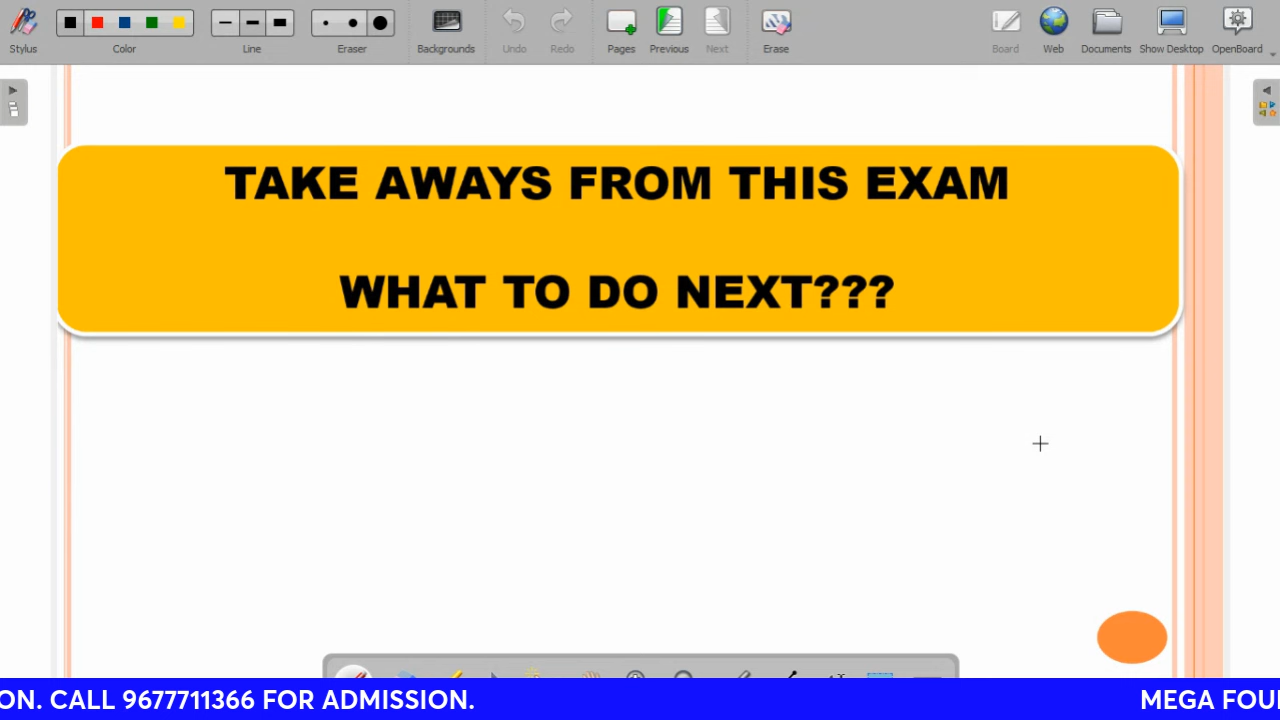 Stylus
Color
Line
Eraser
Backgrounds
Undo
Redo
Pages
Previous
Next
Erase
Board
Web
Documents
Show Desktop
OpenBoard
TAKE AWAYS FROM THIS EXAM
WHAT TO DO NEXT???
ON. CALL 9677711366 FOR ADMISSION.
MEGA